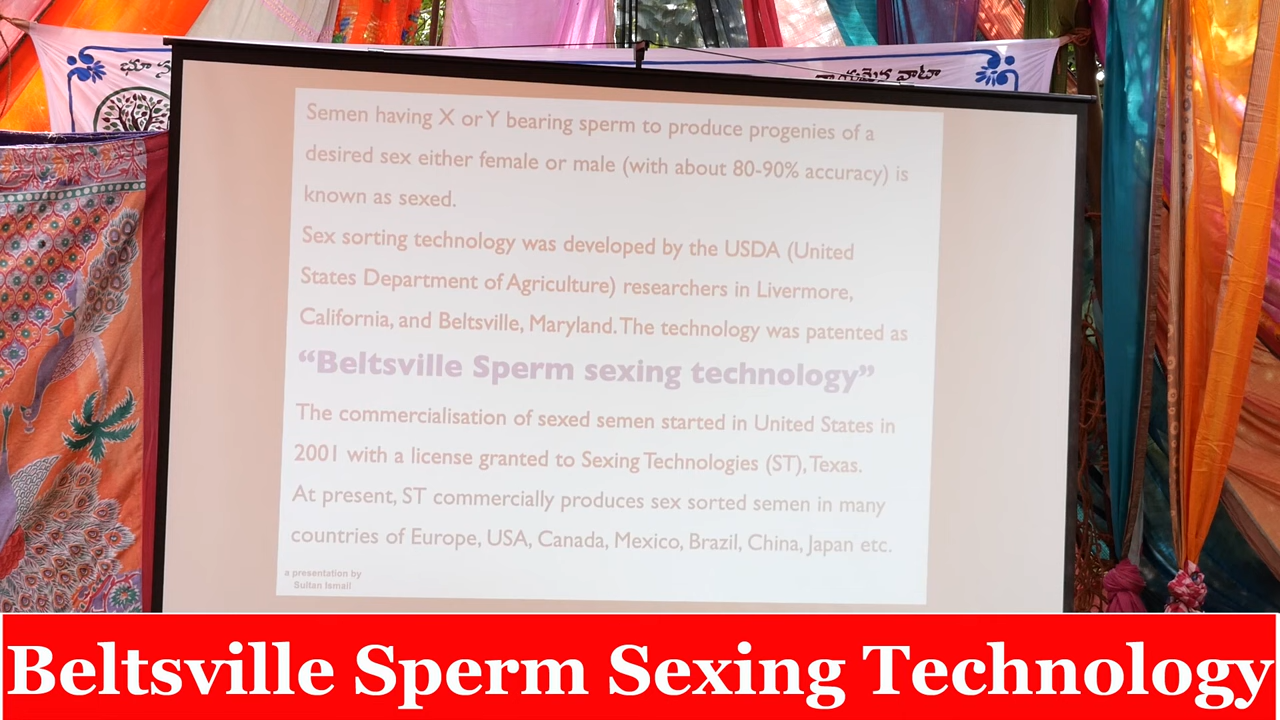 భూ
నాటా
Semen having X or Y bearing sperm to produce progenies of a
desired sex either female or male (with about 80-90% accuracy) is
known as sexed.
Sex sorting technology was developed by the USDA (United
States Department of Agriculture) researchers in Livermore,
California, and Beltsville, Maryland. The technology was patented as
“Beltsville Sperm sexing technology”
The commercialisation of sexed semen started in United States in
2001 with a license granted to Sexing Technologies (ST), Texas.
At present, ST commercially produces sex sorted semen in many
countries of Europe, USA, Canada, Mexico, Brazil, China, Japan etc.
a presentation by
Sultan Ismail
Beltsville Sperm Sexing Technology